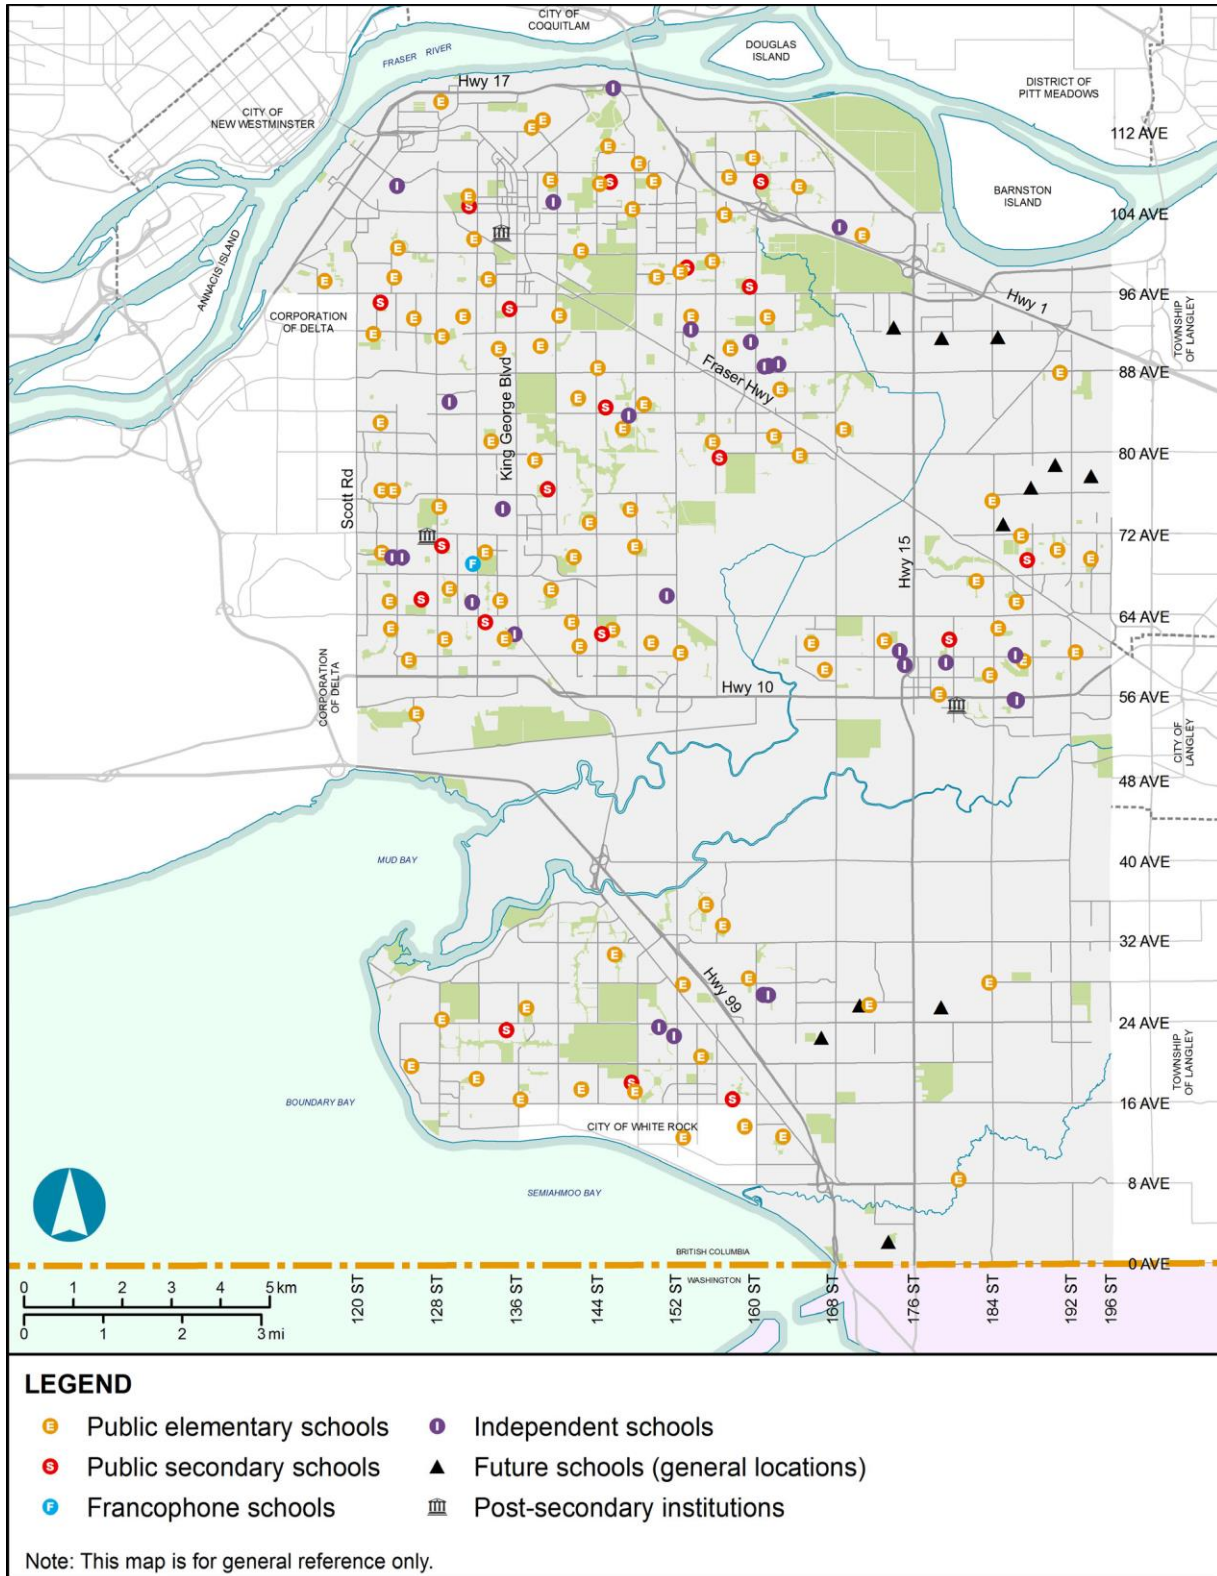 CITY OF
COQUITLAM
FRASER RIVER
DOUGLAS
ISLAND
Hwy 17
DISTRICT OF
PITT MEADOWS
CITY OF
NEW WESTMINSTER
112 AVE
BARNSTON
ISLAND
104 AVE
ANNACIS ISLAND
96 AVE
Hwy 1
CORPORATION
OF DELTA
TOWNSHIP
OF LANGLEY
88 AVE
Fraser Hwy
King George Blvd
80 AVE
Scott Rd
72 AVE
Hwy 15
64 AVE
CORPORATION
OF DELTA
Hwy 10
56 AVE
CITY OF
LANGLEY
48 AVE
MUD BAY
40 AVE
32 AVE
Hwy 99
24 AVE
TOWNSHIP
OF LANGLEY
BOUNDARY BAY
16 AVE
CITY OF WHITE ROCK
8 AVE
SEMIAHMOO BAY
BRITISH COLUMBIA
0 AVE
WASHINGTON
0 1 2 3 4 5 km
0 1 2 3 mi
120 ST
128 ST
136 ST
144 ST
152 ST
160 ST
168 ST
176 ST
184 ST
192 ST
196 ST
LEGEND
E Public elementary schools
I Independent schools
S Public secondary schools
Future schools (general locations)
F Francophone schools
Post-secondary institutions
Note: This map is for general reference only.